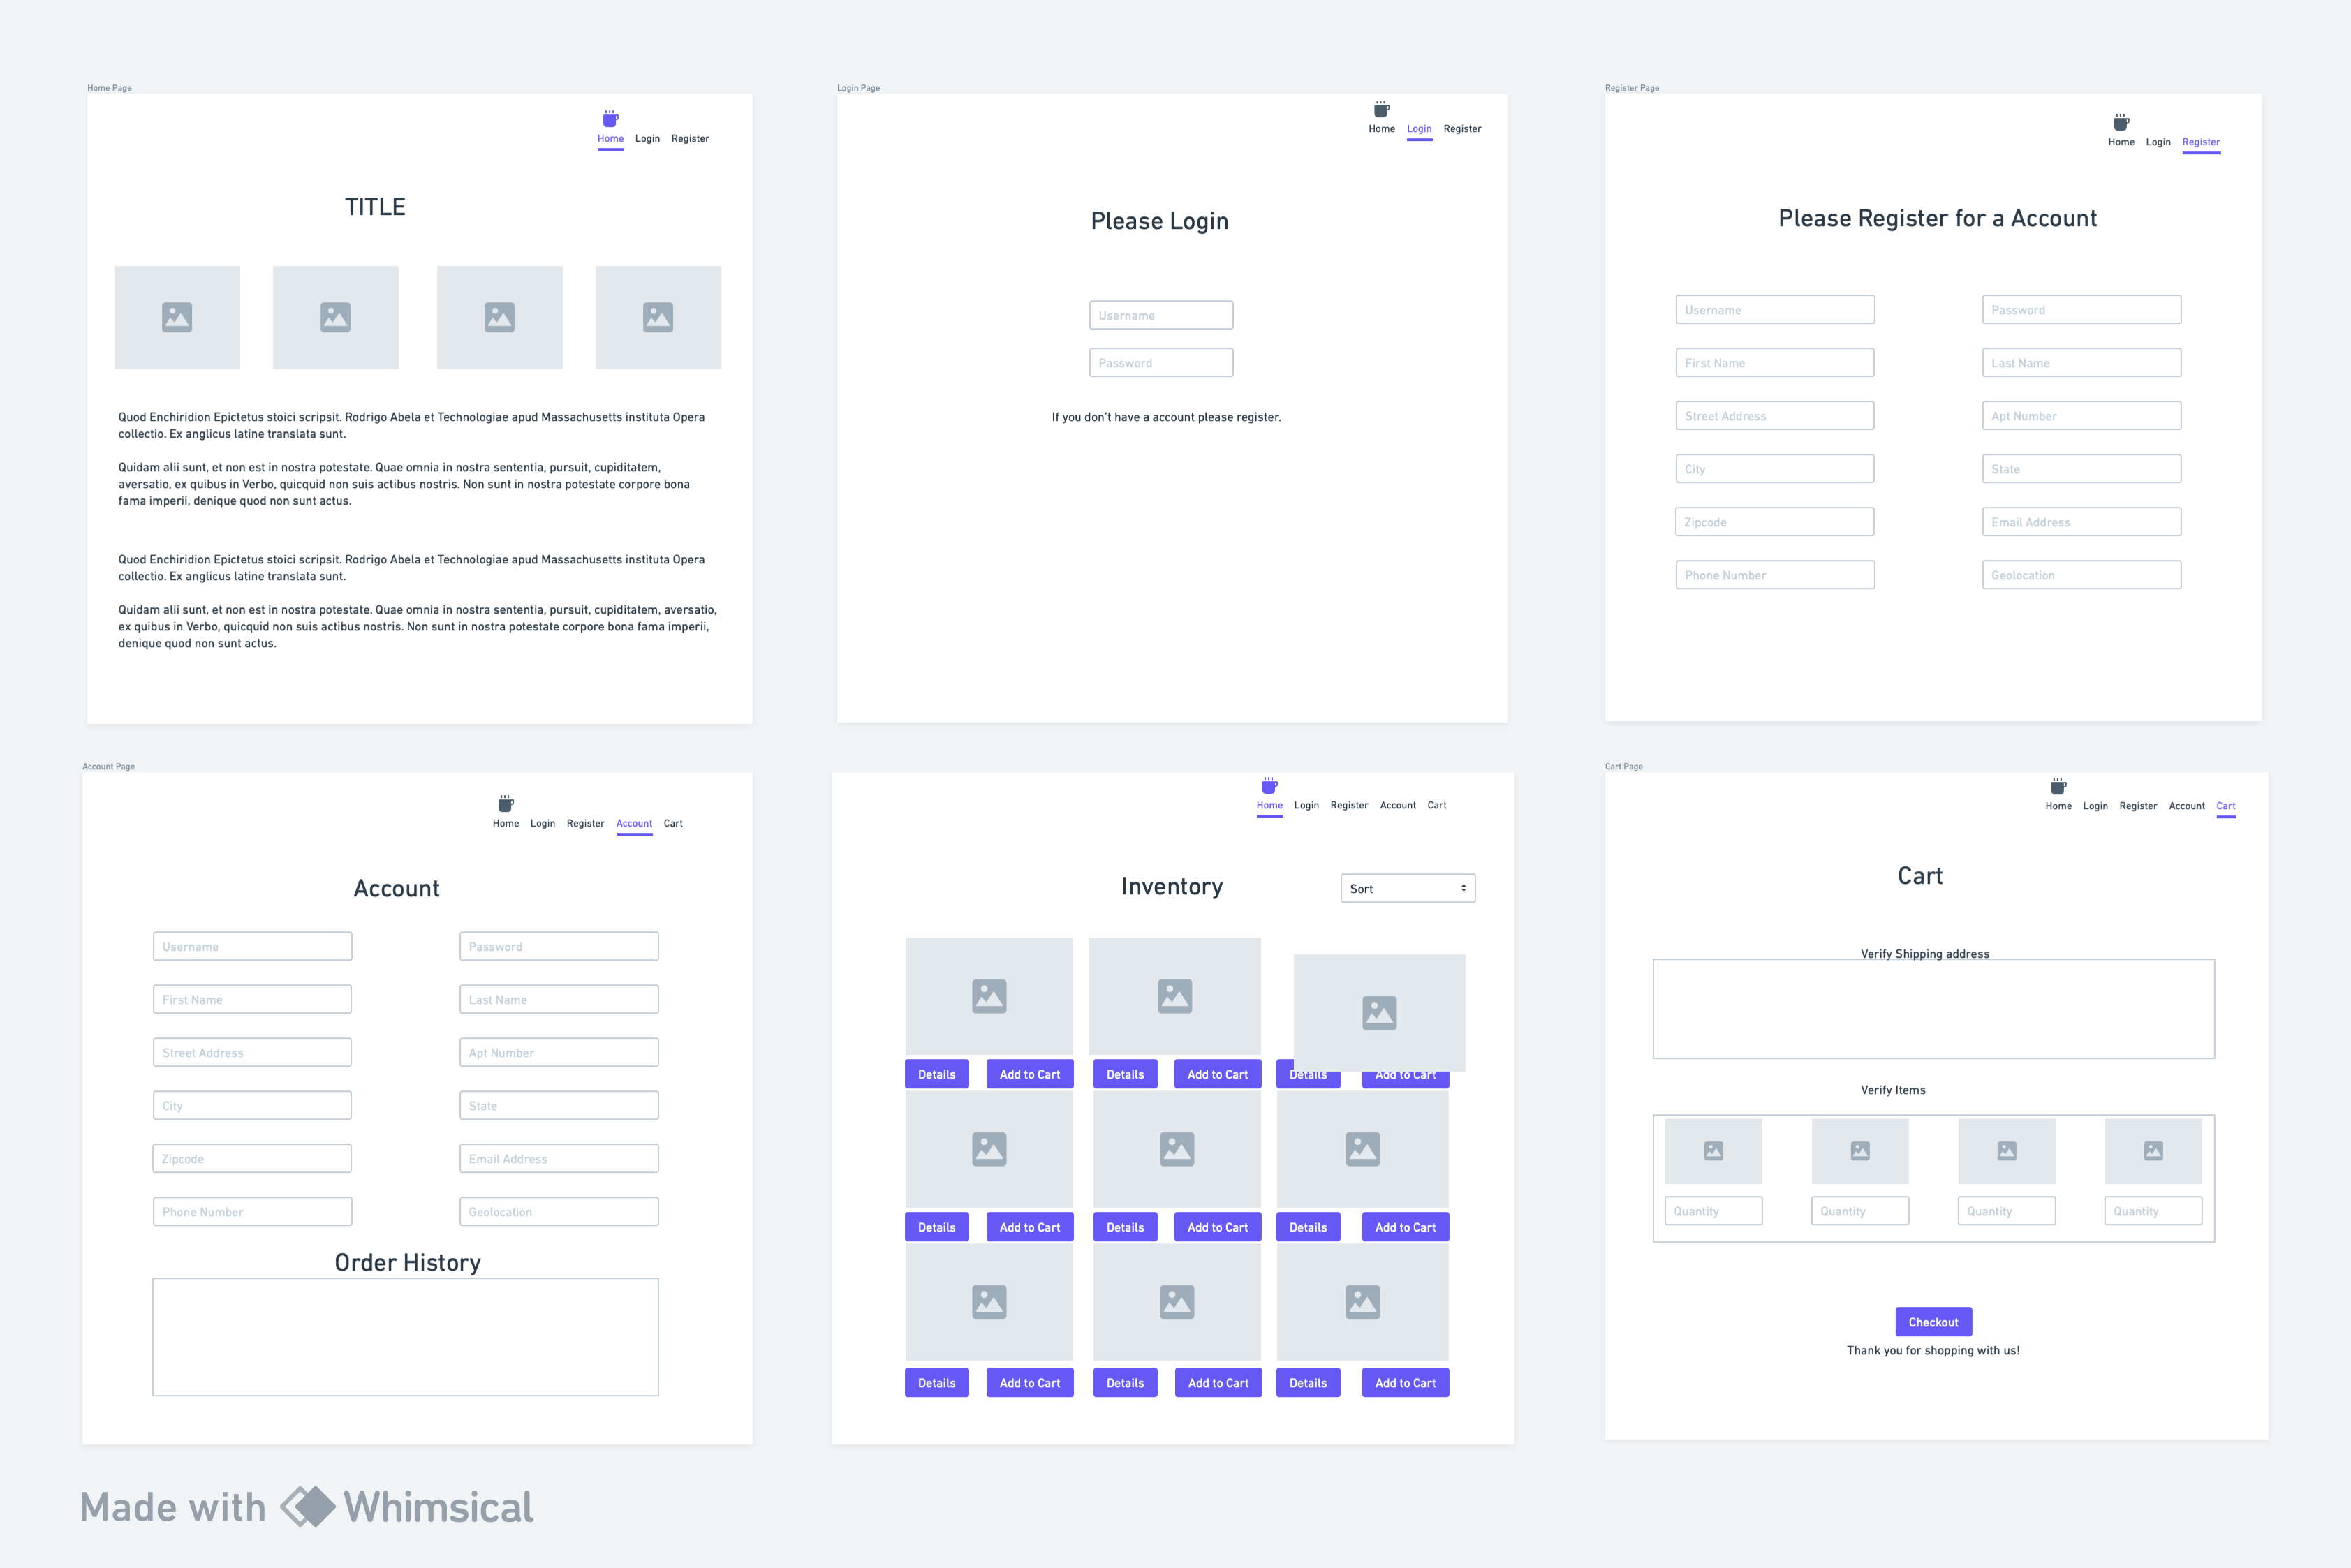 Home Page
Home Login Register
TITLE
Quod Enchiridion Epictetus stoici scripsit. Rodrigo Abela et Technologiae apud Massachusetts instituta Opera
collectio. Ex anglicus latine translata sunt.
Quidam alii sunt, et non est in nostra potestate. Quae omnia in nostra sententia, pursuit, cupiditatem,
aversatio, ex quibus in Verbo, quicquid non suis actibus nostris. Non sunt in nostra potestate corpore bona
fama imperii, denique quod non sunt actus.
Quod Enchiridion Epictetus stoici scripsit. Rodrigo Abela et Technologiae apud Massachusetts instituta Opera
collectio. Ex anglicus latine translata sunt.
Quidam alii sunt, et non est in nostra potestate. Quae omnia in nostra sententia, pursuit, cupiditatem, aversatio,
ex quibus in Verbo, quicquid non suis actibus nostris. Non sunt in nostra potestate corpore bona fama imperii,
denique quod non sunt actus.
Login Page
Home Login Register
Please Login
Username
Password
If you don't have a account please register.
Register Page
Home Login Register
Please Register for a Account
Username Password
First Name Last Name
Street Address Apt Number
City State
Zipcode Email Address
Phone Number Geolocation
Account Page
Home Login Register Account Cart
Account
Username Password
First Name Last Name
Street Address Apt Number
City State
Zipcode Email Address
Phone Number Geolocation
Order History
Home Login Register Account Cart
Inventory Sort
Details Add to Cart Details Add to Cart Details Add to Cart
Details Add to Cart Details Add to Cart Details Add to Cart
Details Add to Cart Details Add to Cart Details Add to Cart
Cart Page
Home Login Register Account Cart
Cart
Verify Shipping address
Verify Items
Quantity Quantity Quantity Quantity
Checkout
Thank you for shopping with us!
Made with Whimsical